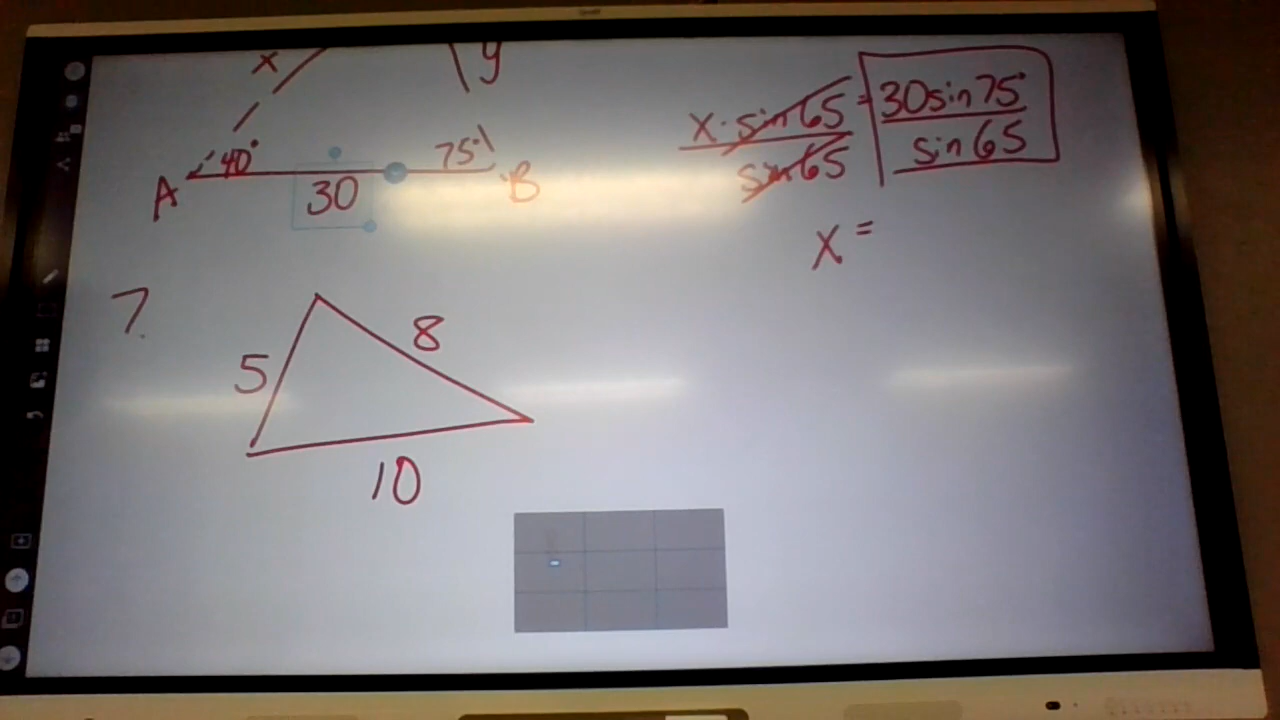 x
y
40°
75°
A
30
B
x · sin 65 = 30 sin 75°
sin 65
sin 65
x =
7.
5
8
10